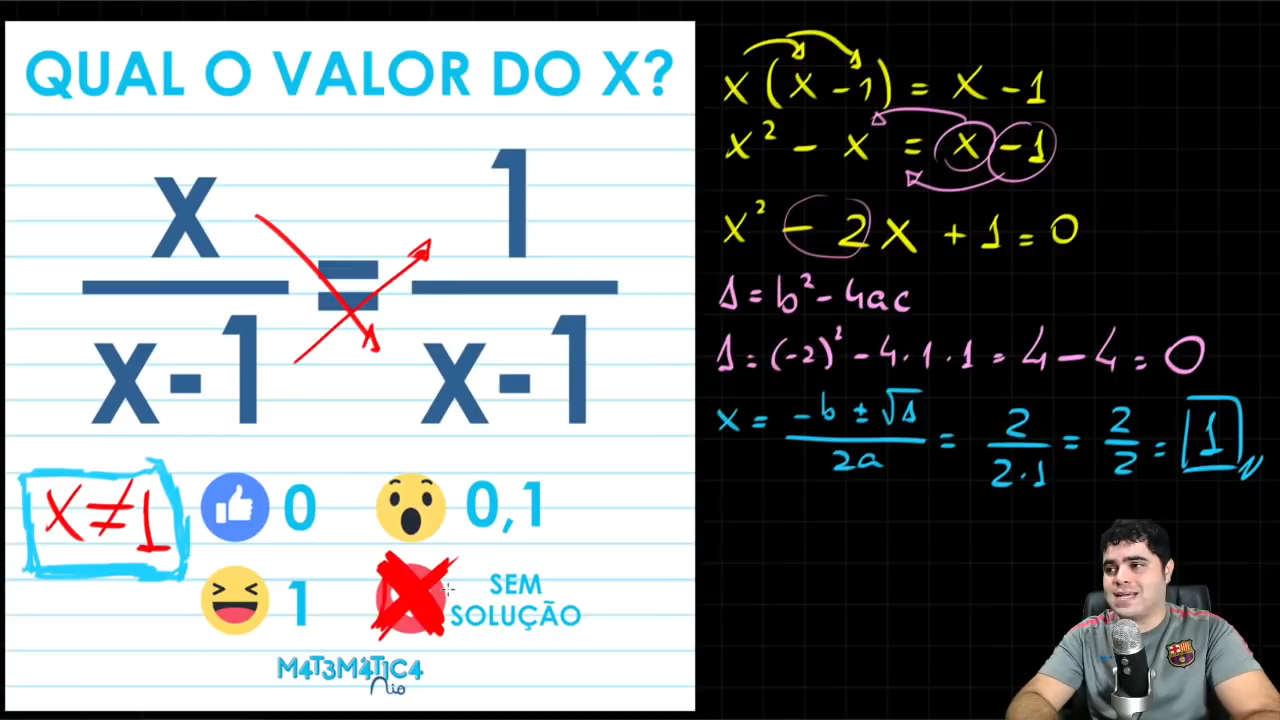 QUAL O VALOR DO X?
x/x-1 = 1/x-1
x≠1
0
0,1
1
SEM
SOLUÇÃO
M4T3M4T1C4
Rio
x(x-1) = x-1
x² - x = x-1
x² - 2x + 1 = 0
Δ = b² - 4ac
Δ = (-2)² - 4·1·1 = 4 - 4 = 0
x = -b ± √Δ / 2a = 2 / 2·1 = 2/2 = 1